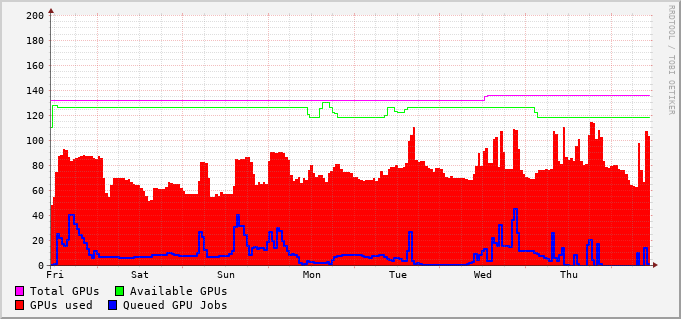 200
180
160
140
120
100
80
60
40
20
0
Fri Sat Sun Mon Tue Wed Thu
Total GPUs Available GPUs
GPUs used Queued GPU Jobs
RRDTOOL / TOBI OETIKER